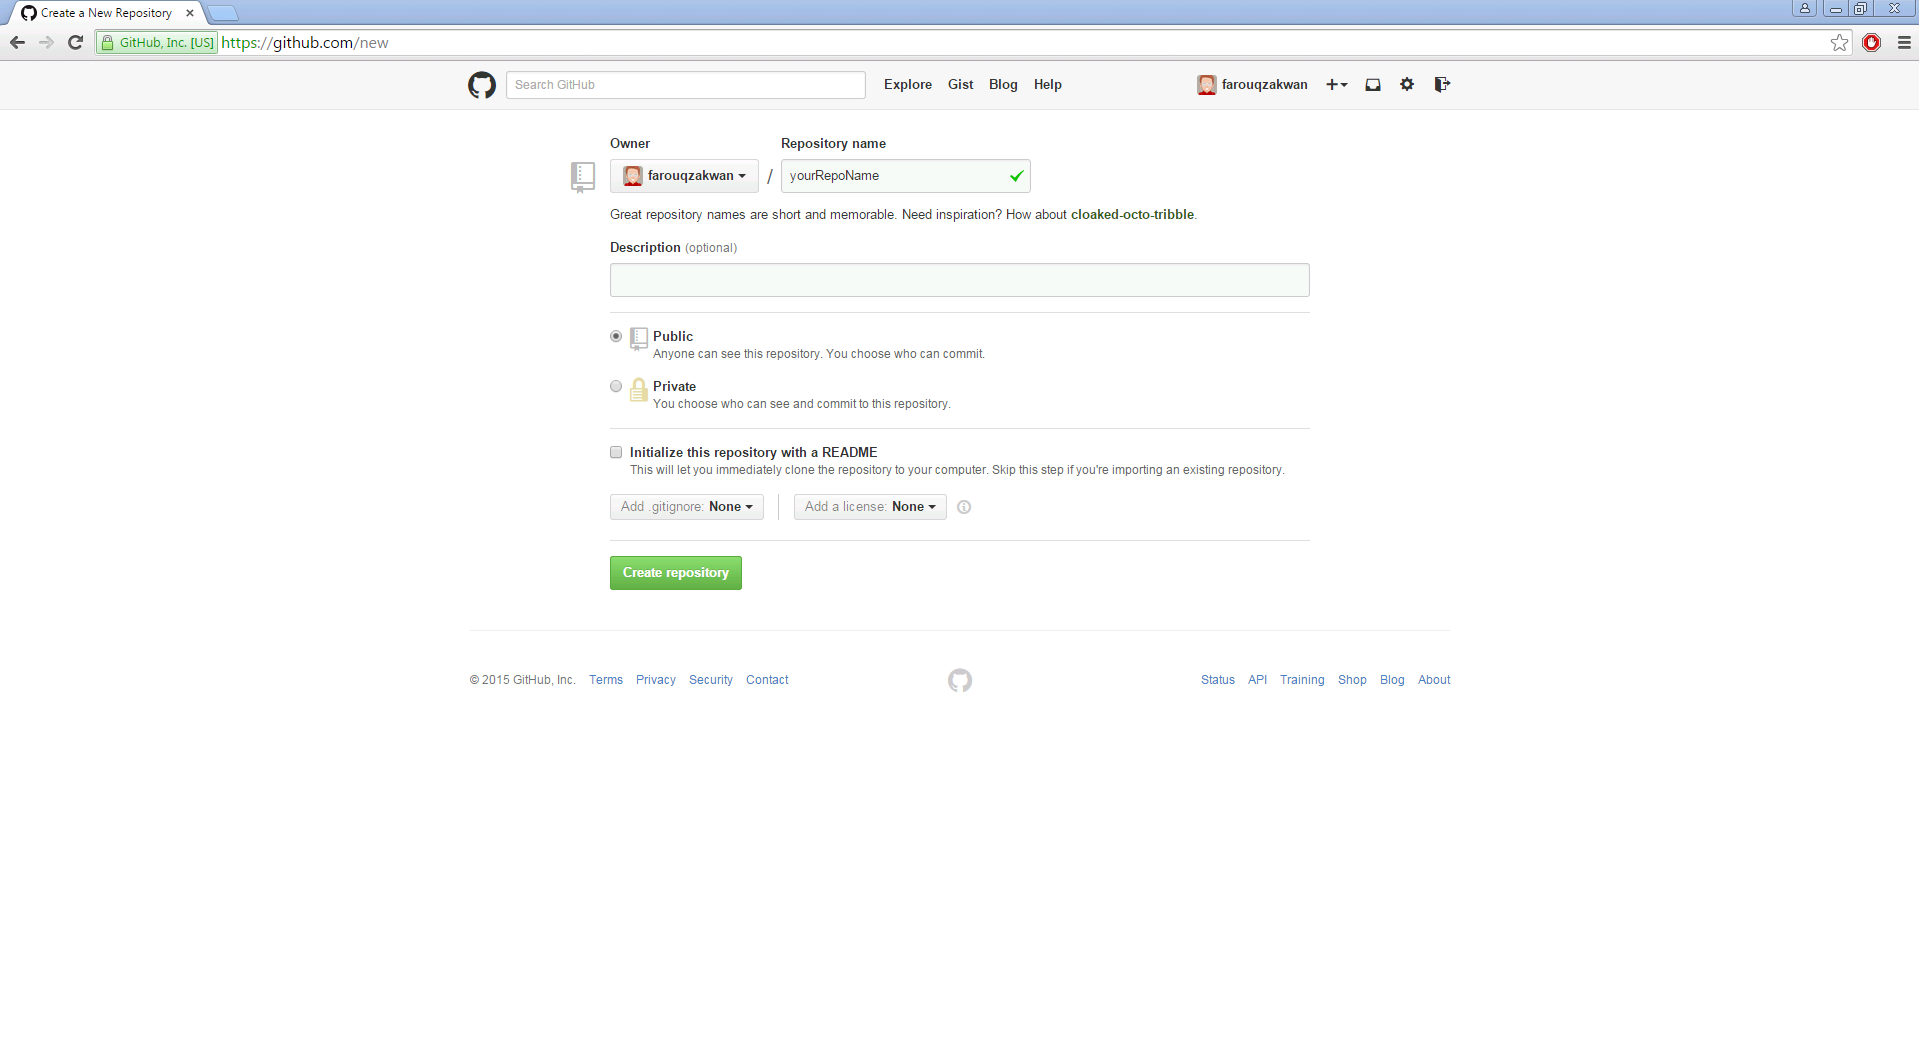 Create a New Repository
GitHub, Inc. [US] https://github.com/new
Search GitHub Explore Gist Blog Help farouqzakwan
Owner Repository name
farouqzakwan / yourRepoName
Great repository names are short and memorable. Need inspiration? How about cloaked-octo-tribble.
Description (optional)
Public
Anyone can see this repository. You choose who can commit.
Private
You choose who can see and commit to this repository.
Initialize this repository with a README
This will let you immediately clone the repository to your computer. Skip this step if you're importing an existing repository.
Add .gitignore: None Add a license: None
Create repository
© 2015 GitHub, Inc. Terms Privacy Security Contact Status API Training Shop Blog About